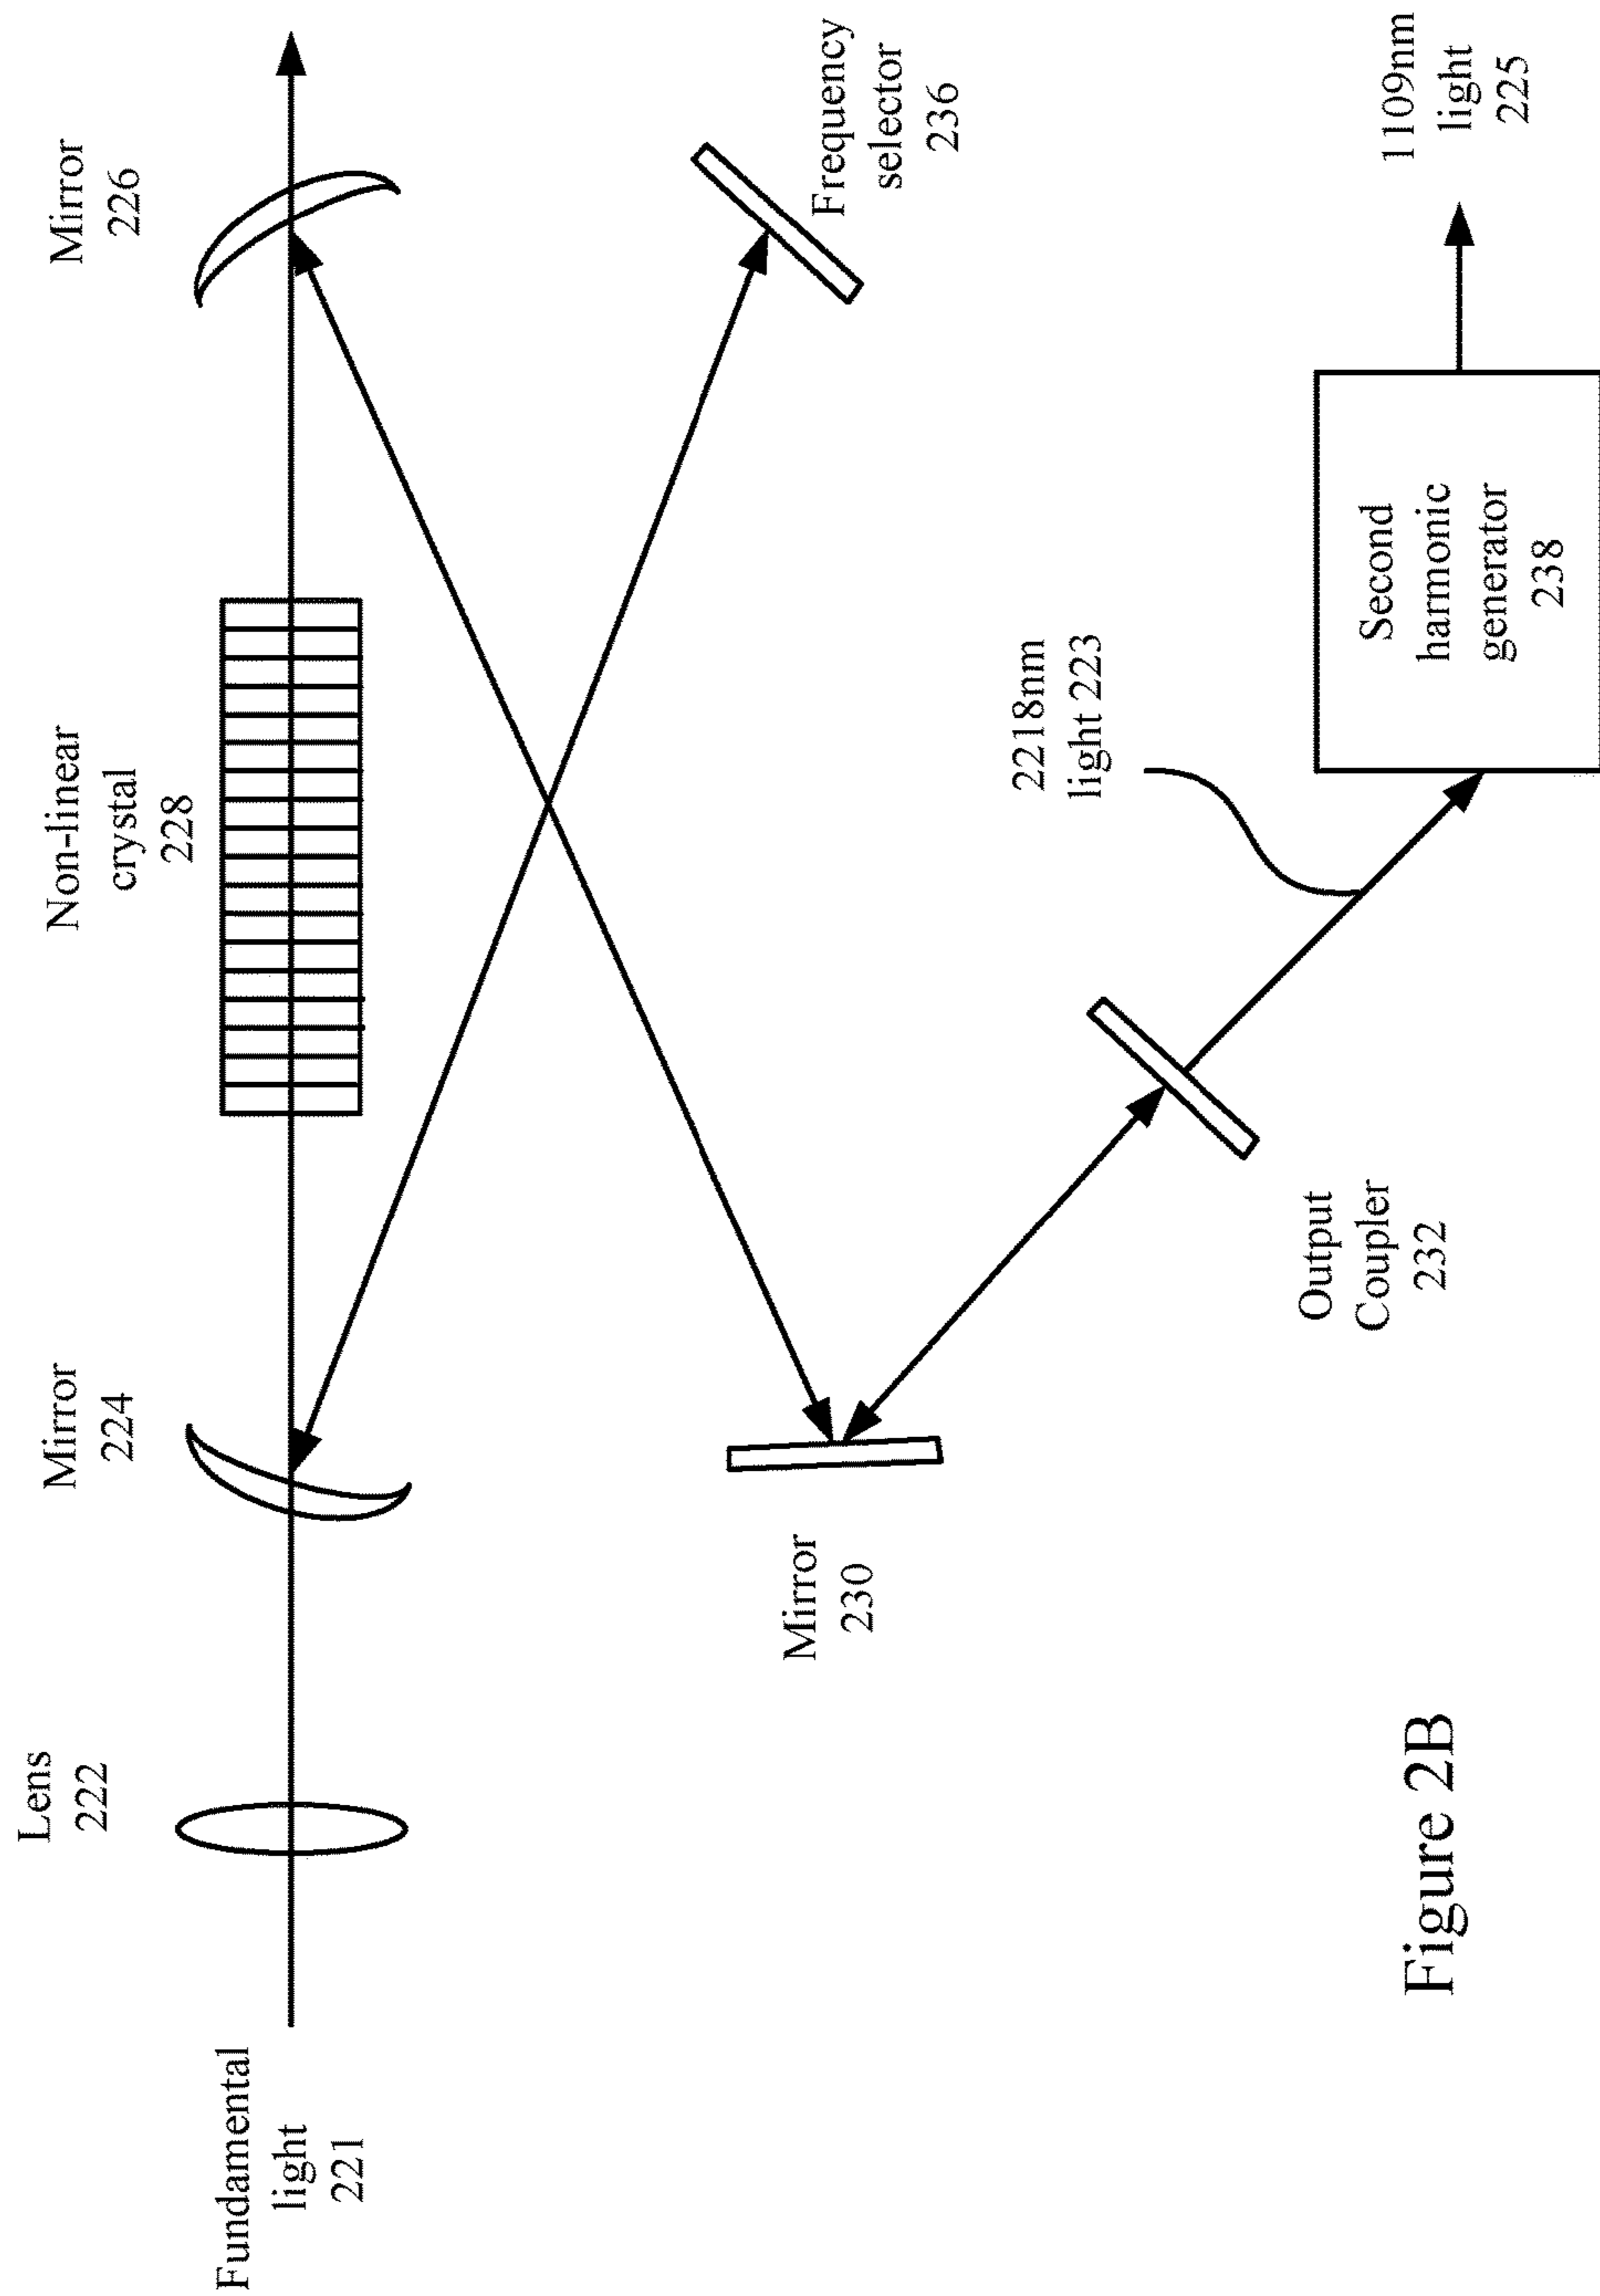 Fundamental
light
221
Lens
222
Mirror
224
Non-linear
crystal
228
Mirror
226
Frequency
selector
236
Mirror
230
Output
Coupler
232
2218nm
light 223
Second
harmonic
generator
238
1109nm
light
225
Figure 2B